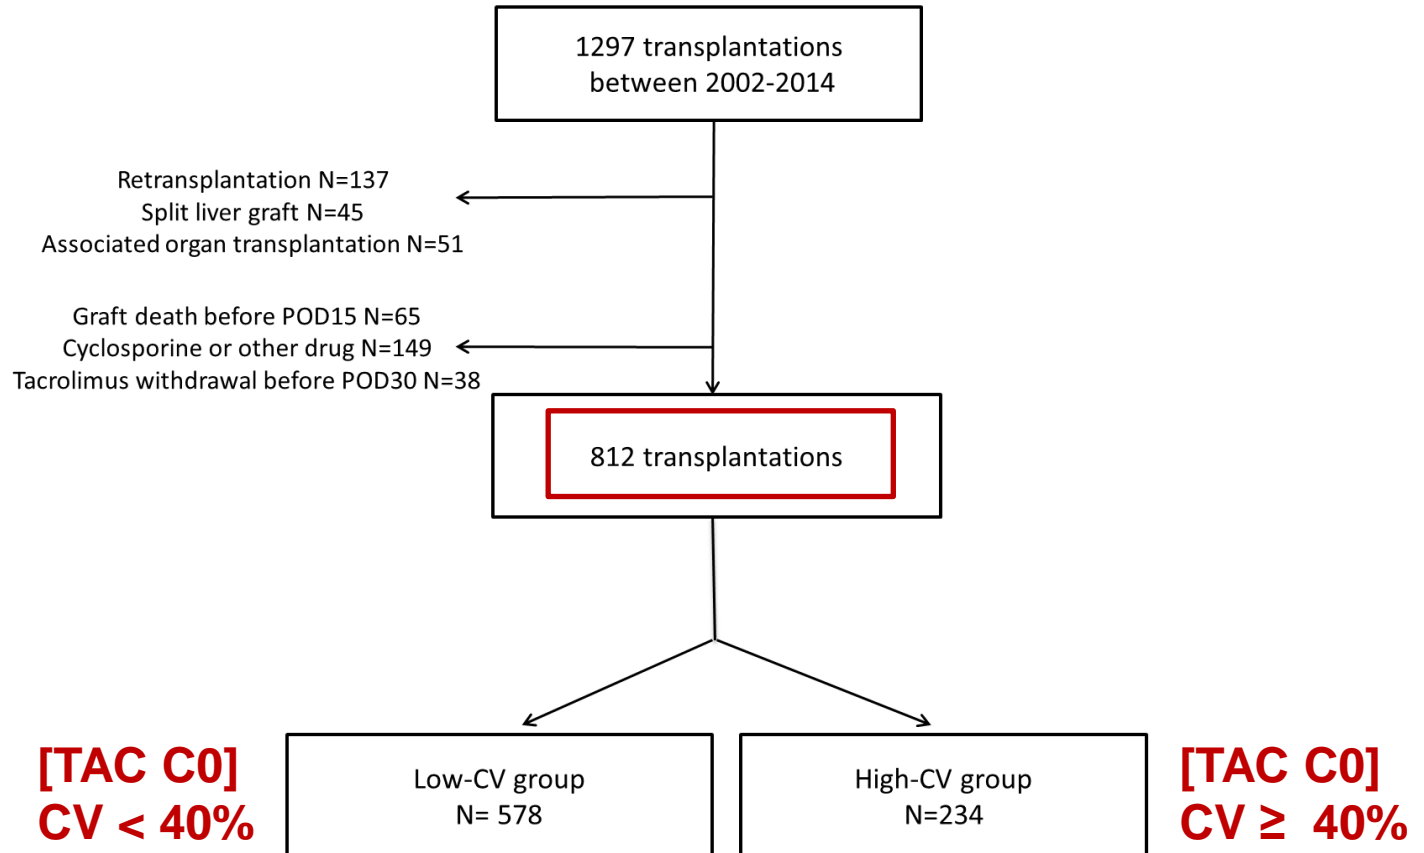 1297 transplantations
between 2002-2014
Retransplantation N=137
Split liver graft N=45
Associated organ transplantation N=51
Graft death before POD15 N=65
Cyclosporine or other drug N=149
Tacrolimus withdrawal before POD30 N=38
812 transplantations
[TAC C0]
CV < 40%
Low-CV group
N= 578
High-CV group
N=234
[TAC C0]
CV ≥ 40%